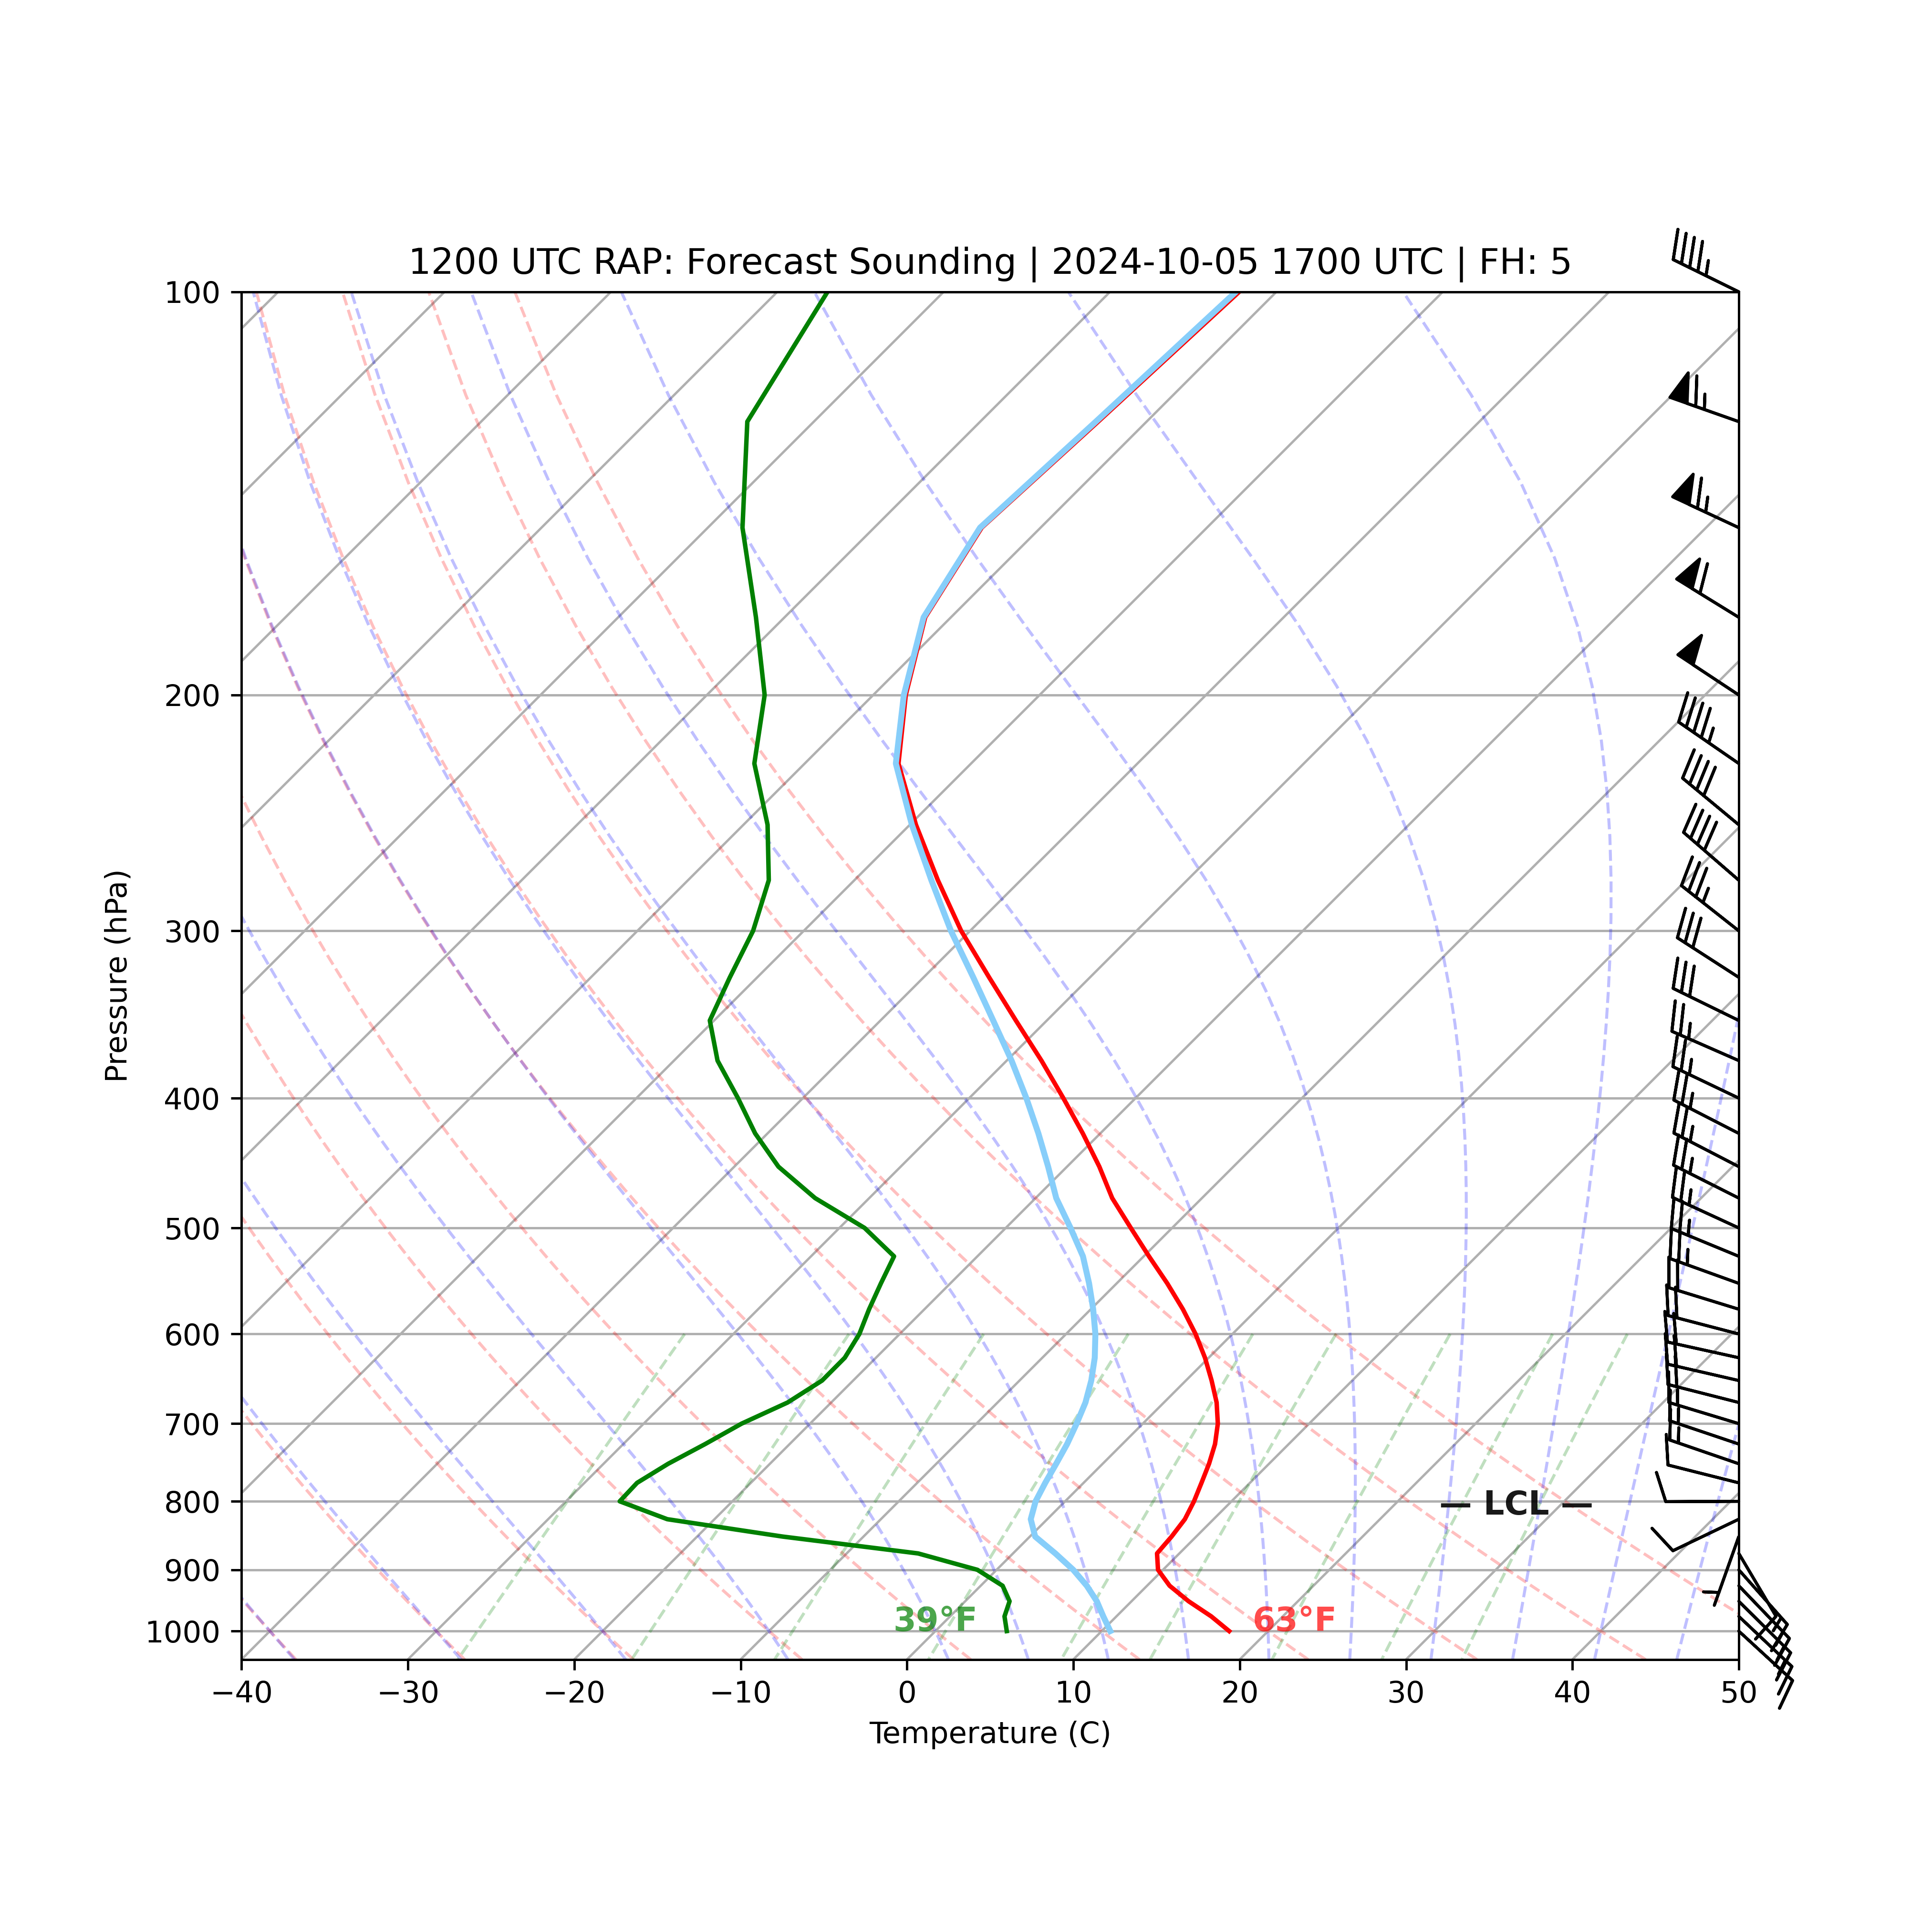 1200 UTC RAP: Forecast Sounding | 2024-10-05 1700 UTC | FH: 5
100
200
300
400
500
600
700
800
900
1000
Pressure (hPa)
— LCL —
39°F
63°F
−40 −30 −20 −10 0 10 20 30 40 50
Temperature (C)